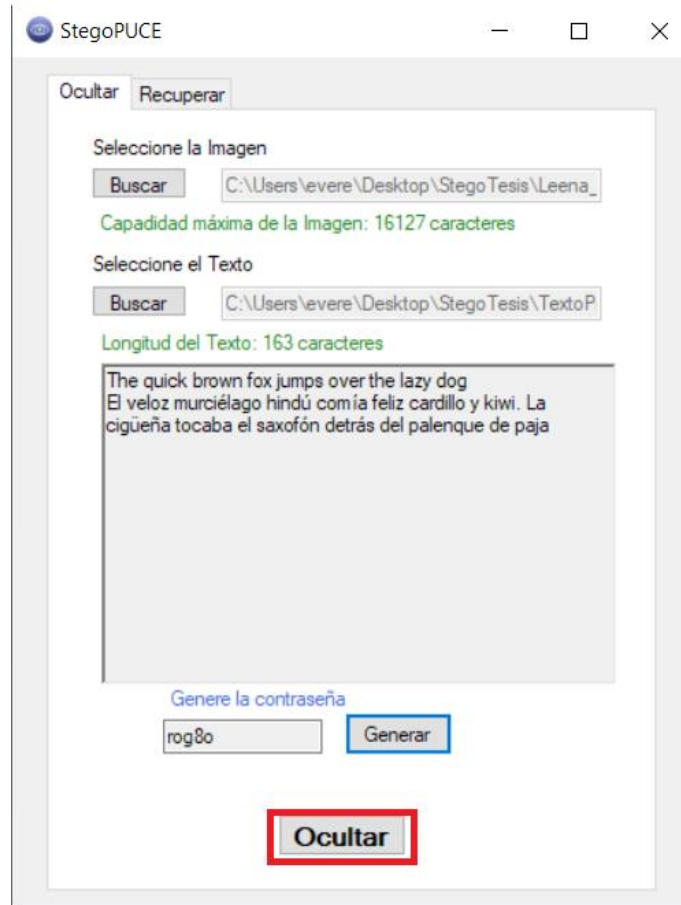 StegoPUCE
Ocultar Recuperar
Seleccione la Imagen
Buscar C:\Users\evere\Desktop\StegoTesis\Leena_
Capadidad máxima de la Imagen: 16127 caracteres
Seleccione el Texto
Buscar C:\Users\evere\Desktop\StegoTesis\TextoP
Longitud del Texto: 163 caracteres
The quick brown fox jumps over the lazy dog
El veloz murciélago hindú comía feliz cardillo y kiwi. La
cigüeña tocaba el saxofón detrás del palenque de paja
Genere la contraseña
rog8o Generar
Ocultar